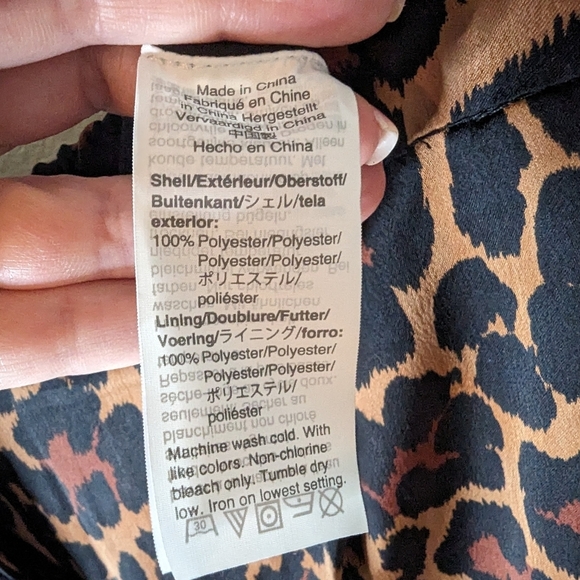 Made in China
Fabriqué en Chine
In China Hergestellt
Vervaardigd in China
中国製
Hecho en China
Shell/Extérieur/Oberstoff/
Buitenkant/シェル/tela
exterior:
100% Polyester/Polyester/
Polyester/Polyester/
ポリエステル/
poliéster
Lining/Doublure/Futter/
Voering/ライニング/forro:
100% Polyester/Polyester/
Polyester/Polyester/
ポリエステル/
poliéster
Machine wash cold. With
like colors. Non-chlorine
bleach only. Tumble dry
low. Iron on lowest setting.
30